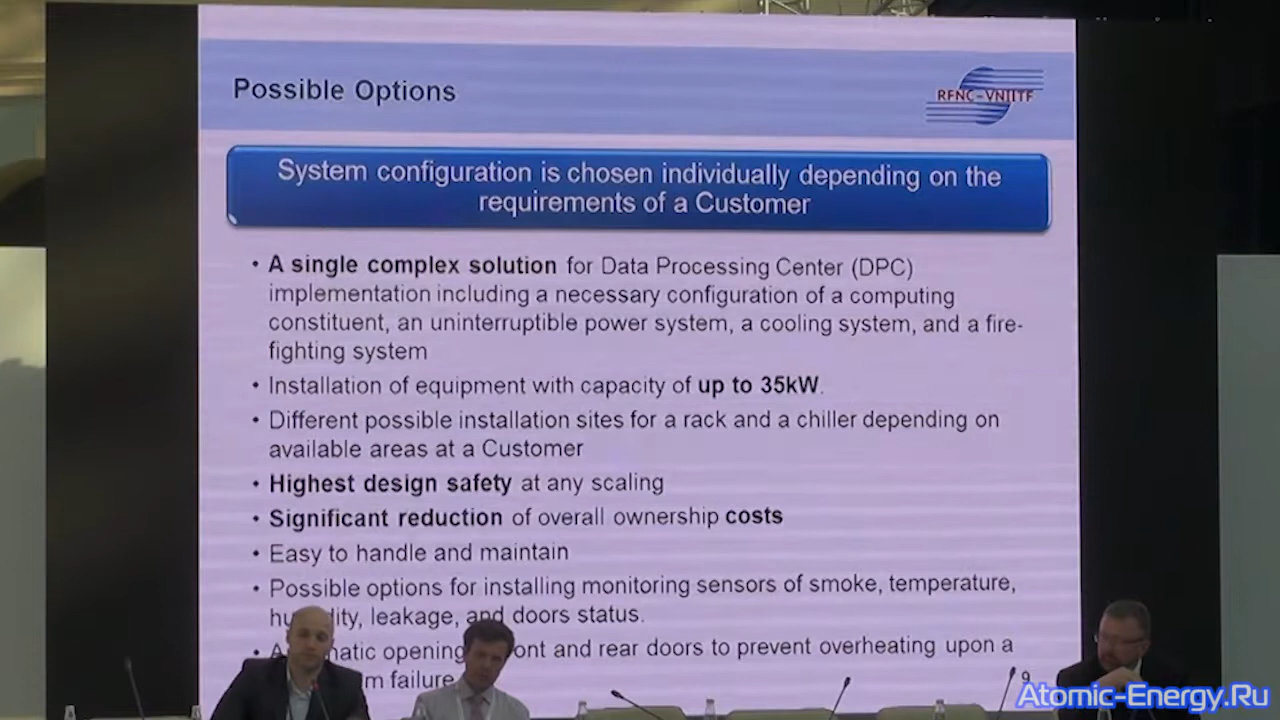 Possible Options
RFNC-VNIITF
System configuration is chosen individually depending on the
requirements of a Customer
• A single complex solution for Data Processing Center (DPC)
implementation including a necessary configuration of a computing
constituent, an uninterruptible power system, a cooling system, and a fire-
fighting system
• Installation of equipment with capacity of up to 35kW.
• Different possible installation sites for a rack and a chiller depending on
available areas at a Customer
• Highest design safety at any scaling
• Significant reduction of overall ownership costs
• Easy to handle and maintain
• Possible options for installing monitoring sensors of smoke, temperature,
leakage, and doors status.
• opening and rear doors to prevent overheating upon a
failure
9
Atomic-Energy.Ru